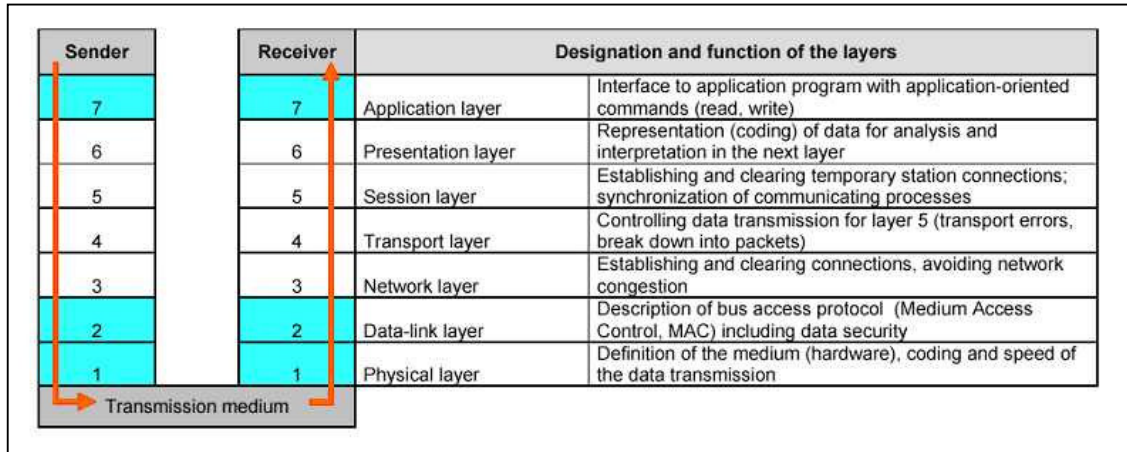 Sender Receiver Designation and function of the layers
7 7 Application layer Interface to application program with application-oriented
commands (read, write)
6 6 Presentation layer Representation (coding) of data for analysis and
interpretation in the next layer
5 5 Session layer Establishing and clearing temporary station connections;
synchronization of communicating processes
4 4 Transport layer Controlling data transmission for layer 5 (transport errors,
break down into packets)
3 3 Network layer Establishing and clearing connections, avoiding network
congestion
2 2 Data-link layer Description of bus access protocol (Medium Access
Control, MAC) including data security
1 1 Physical layer Definition of the medium (hardware), coding and speed of
the data transmission
Transmission medium